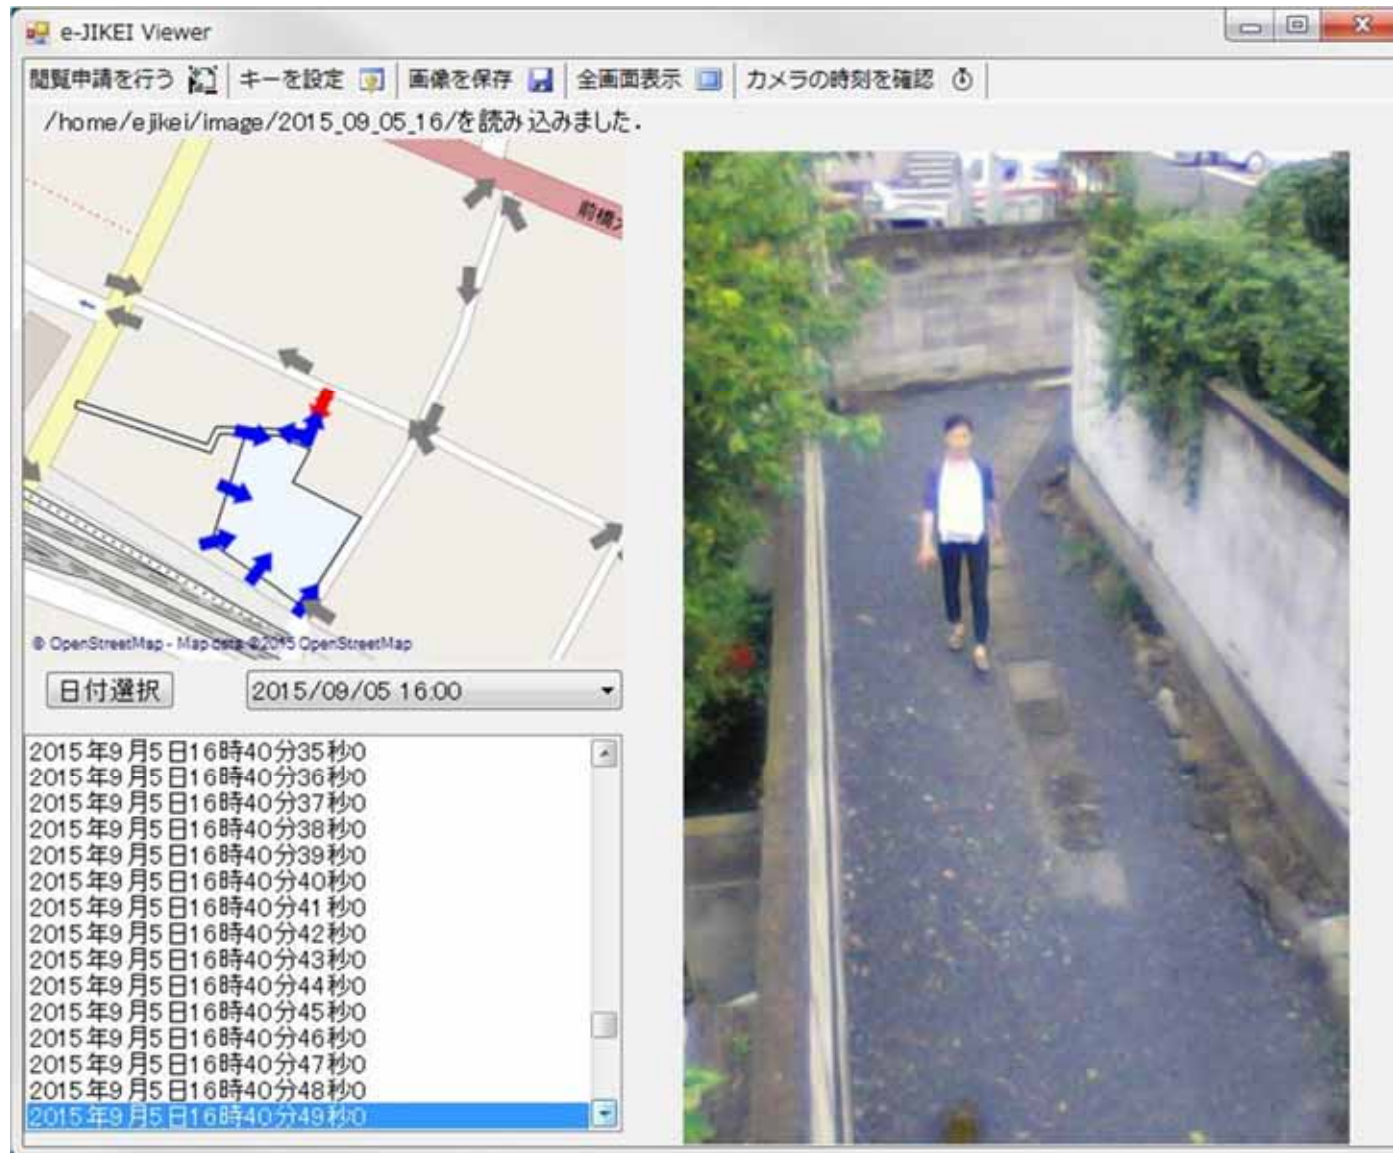 e-JIKEI Viewer
閲覧申請を行う キーを設定 画像を保存 全画面表示 カメラの時刻を確認
/home/ejikei/image/2015_09_05_16/を読み込みました.
前橋
© OpenStreetMap - Map data ©2015 OpenStreetMap
日付選択 2015/09/05 16:00
2015年9月5日16時40分35秒0
2015年9月5日16時40分36秒0
2015年9月5日16時40分37秒0
2015年9月5日16時40分38秒0
2015年9月5日16時40分39秒0
2015年9月5日16時40分40秒0
2015年9月5日16時40分41秒0
2015年9月5日16時40分42秒0
2015年9月5日16時40分43秒0
2015年9月5日16時40分44秒0
2015年9月5日16時40分45秒0
2015年9月5日16時40分46秒0
2015年9月5日16時40分47秒0
2015年9月5日16時40分48秒0
2015年9月5日16時40分49秒0